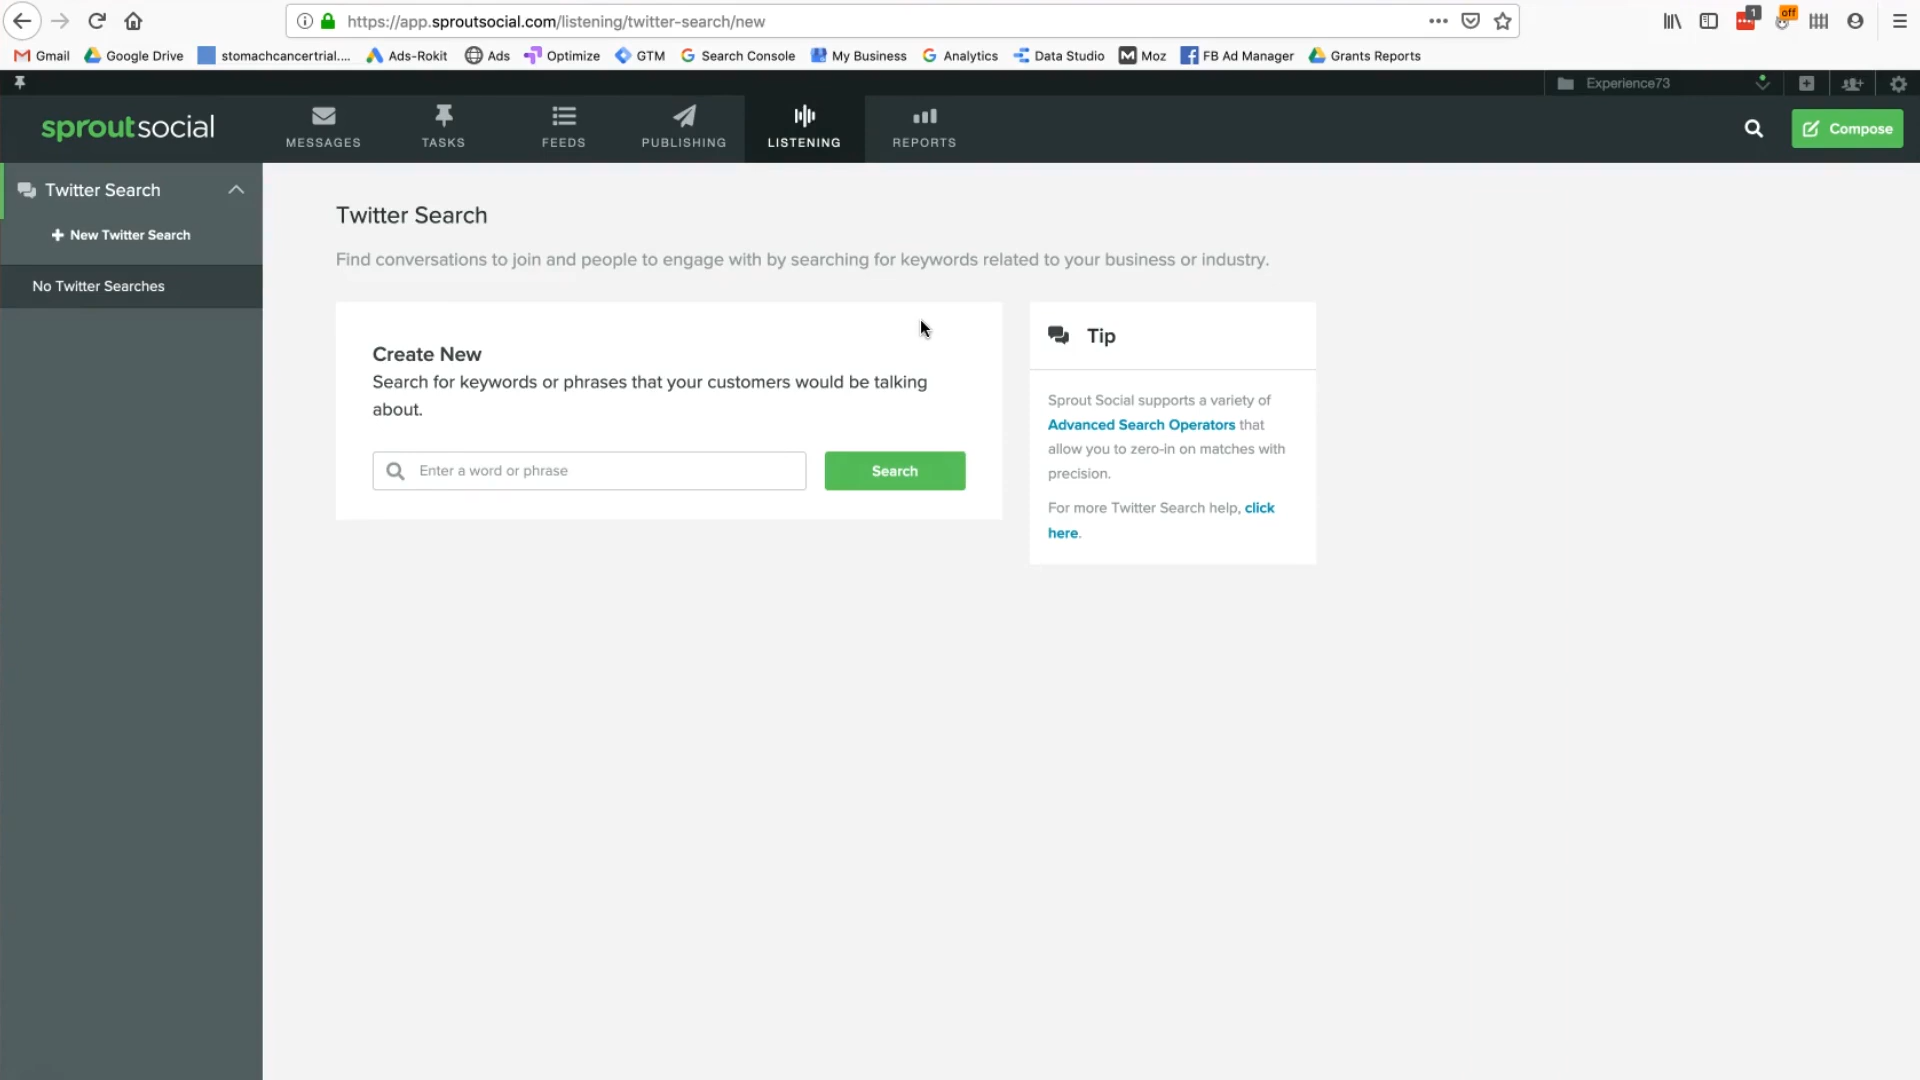 https://app.sproutsocial.com/listening/twitter-search/new
1
off
Gmail
Google Drive
stomachcancertrial....
Ads-Rokit
Ads
Optimize
GTM
Search Console
My Business
Analytics
Data Studio
Moz
FB Ad Manager
Grants Reports
Experience73
sproutsocial
MESSAGES
TASKS
FEEDS
PUBLISHING
LISTENING
REPORTS
Compose
Twitter Search
New Twitter Search
No Twitter Searches
Twitter Search
Find conversations to join and people to engage with by searching for keywords related to your business or industry.
Create New
Search for keywords or phrases that your customers would be talking
about.
Enter a word or phrase
Search
Tip
Sprout Social supports a variety of
Advanced Search Operators that
allow you to zero-in on matches with
precision.
For more Twitter Search help, click
here.